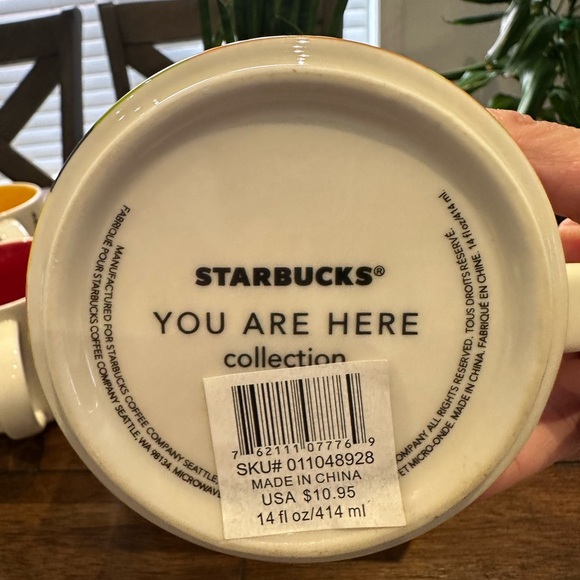 STARBUCKS®
YOU ARE HERE
collection
7 62111 07776 9
SKU# 011048928
MADE IN CHINA
USA $10.95
14 fl oz/414 ml
MANUFACTURED FOR STARBUCKS COFFEE COMPANY SEATTLE,
FABRIQUÉ POUR STARBUCKS COFFEE COMPANY SEATTLE, WA 98134. MICROWAVE
COMPANY ALL RIGHTS RESERVED. TOUS DROITS RÉSERVÉ.
ET MICRO-ONDE. MADE IN CHINA. FABRIQUÉ EN CHINE. 14 fl oz/414 ml.